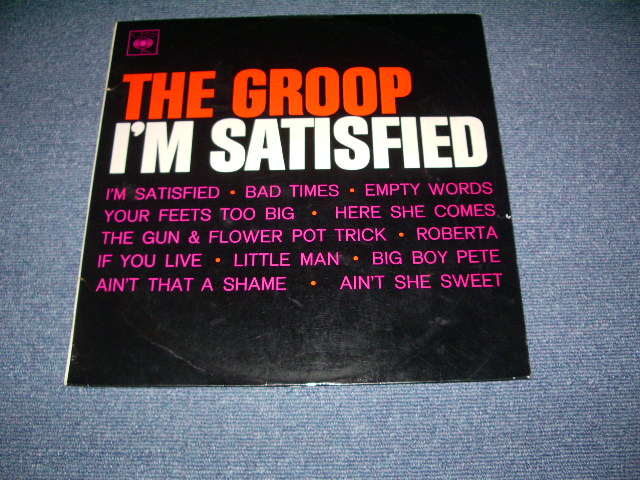 THE GROOP
I'M SATISFIED
I'M SATISFIED • BAD TIMES • EMPTY WORDS
YOUR FEETS TOO BIG • HERE SHE COMES
THE GUN & FLOWER POT TRICK • ROBERTA
IF YOU LIVE • LITTLE MAN • BIG BOY PETE
AIN'T THAT A SHAME • AIN'T SHE SWEET